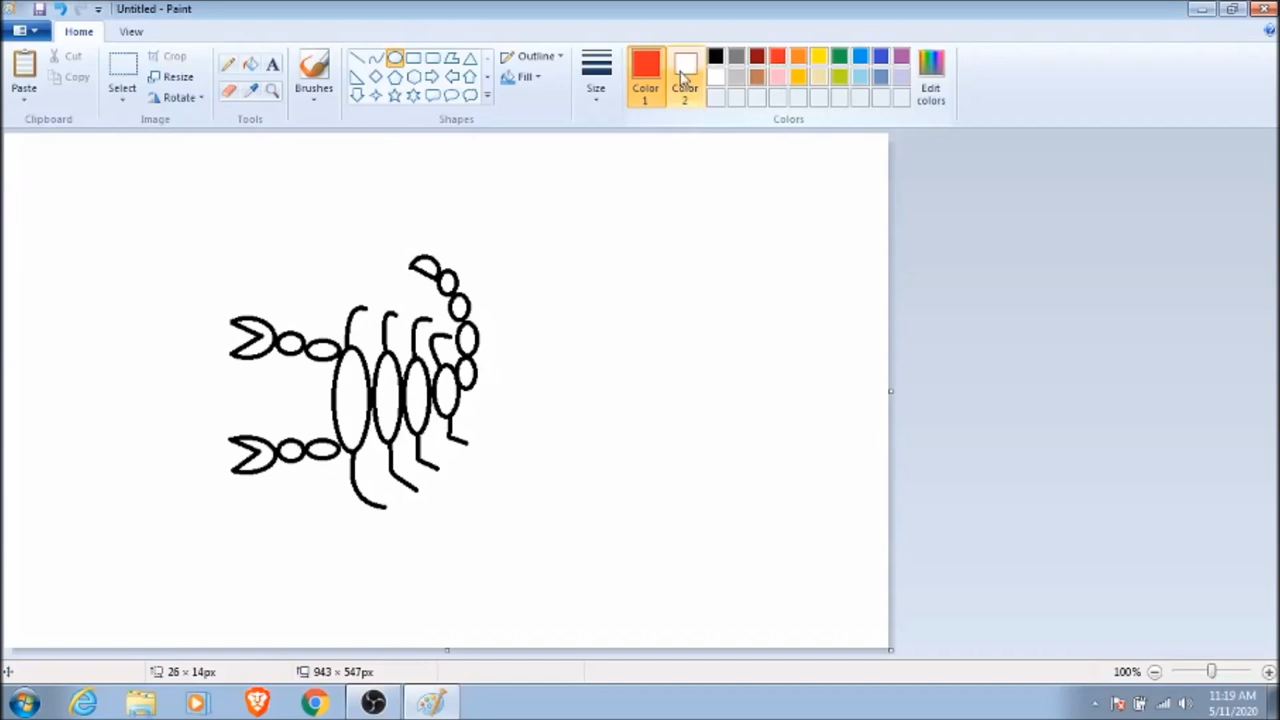 Untitled - Paint
Home View
Cut
Copy
Paste
Clipboard
Crop
Resize
Rotate
Select
Image
A
Tools
Brushes
Outline
Fill
Shapes
Size
Color 1
Color 2
Edit colors
Colors
26 × 14px
943 × 547px
100%
11:19 AM
5/11/2020